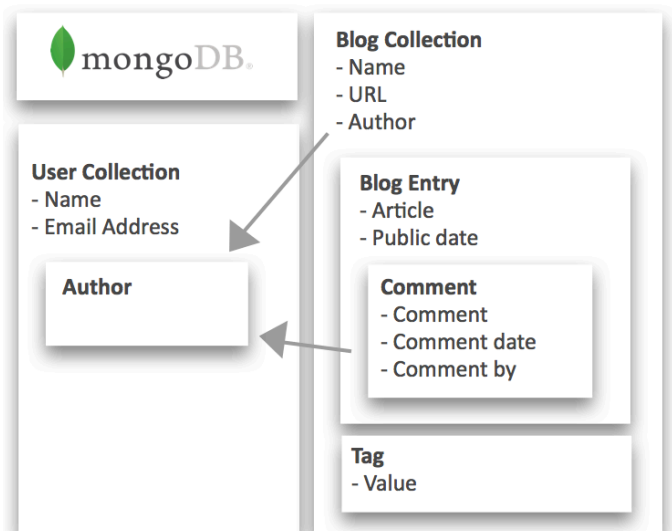 mongoDB®
User Collection
- Name
- Email Address
Author
Blog Collection
- Name
- URL
- Author
Blog Entry
- Article
- Public date
Comment
- Comment
- Comment date
- Comment by
Tag
- Value